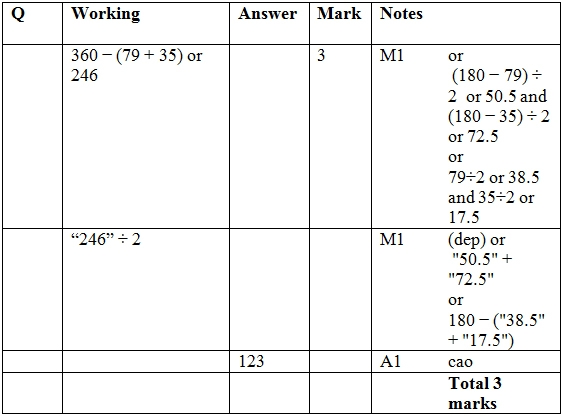 Q Working Answer Mark Notes
360 − (79 + 35) or 3 M1 or
246 (180 − 79) ÷
2 or 50.5 and
(180 − 35) ÷ 2
or 72.5
or
79÷2 or 38.5
and 35÷2 or
17.5
“246” ÷ 2 M1 (dep) or
"50.5" +
"72.5"
or
180 − ("38.5"
+ "17.5")
123 A1 cao
Total 3
marks